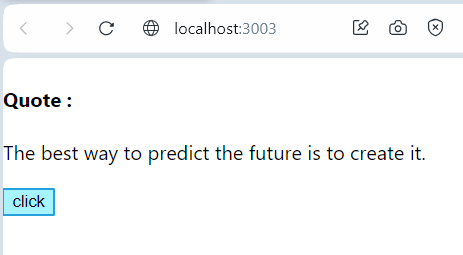 localhost:3003
Quote :
The best way to predict the future is to create it.
click